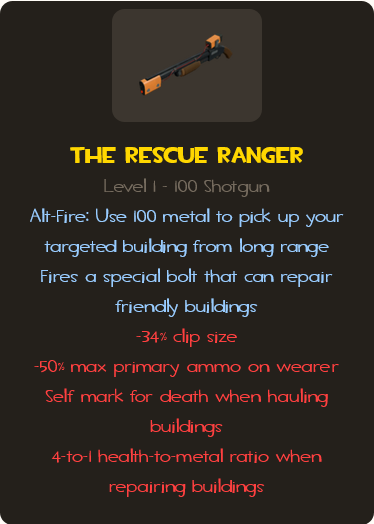 THE RESCUE RANGER
Level 1 - 100 Shotgun
Alt-Fire: Use 100 metal to pick up your
targeted building from long range
Fires a special bolt that can repair
friendly buildings
-34% clip size
-50% max primary ammo on wearer
Self mark for death when hauling
buildings
4-to-1 health-to-metal ratio when
repairing buildings